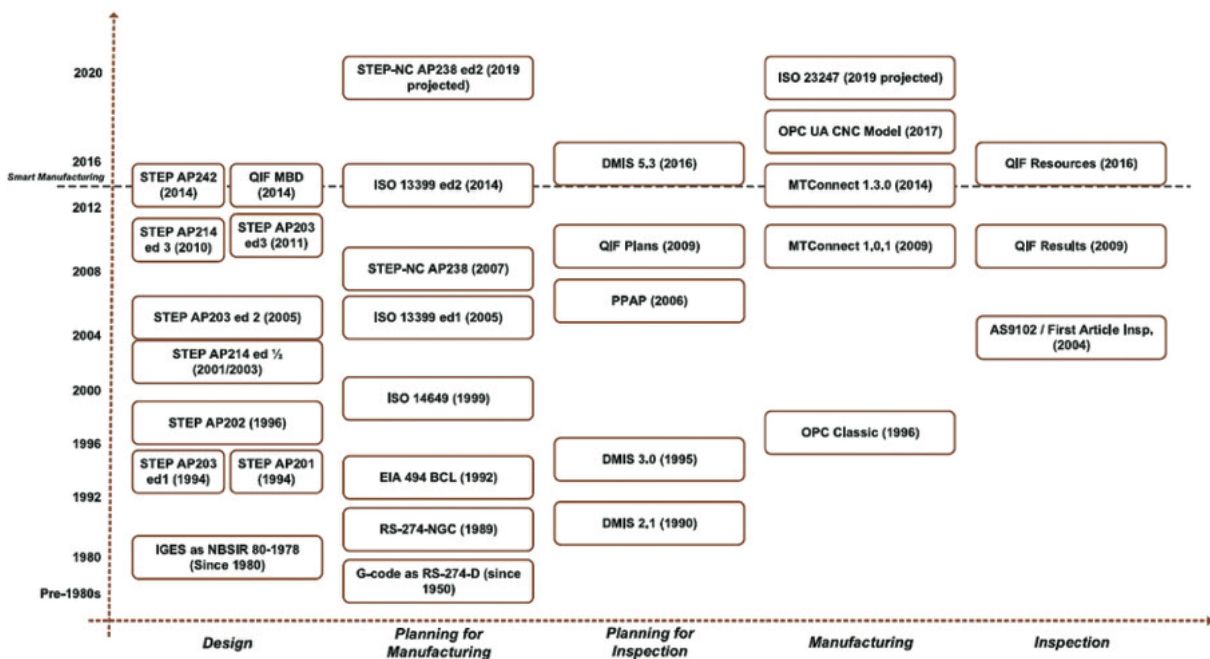 2020
STEP-NC AP238 ed2 (2019
projected)
ISO 23247 (2019 projected)
OPC UA CNC Model (2017)
2016
DMIS 5.3 (2016)
QIF Resources (2016)
Smart Manufacturing
STEP AP242
(2014)
QIF MBD
(2014)
ISO 13399 ed2 (2014)
MTConnect 1.3.0 (2014)
2012
STEP AP214
ed 3 (2010)
STEP AP203
ed3 (2011)
QIF Plans (2009)
MTConnect 1,0,1 (2009)
QIF Results (2009)
2008
STEP-NC AP238 (2007)
PPAP (2006)
STEP AP203 ed 2 (2005)
ISO 13399 ed1 (2005)
2004
AS9102 / First Article Insp.
(2004)
STEP AP214 ed ½
(2001/2003)
2000
ISO 14649 (1999)
STEP AP202 (1996)
OPC Classic (1996)
1996
STEP AP203
ed1 (1994)
STEP AP201
(1994)
EIA 494 BCL (1992)
DMIS 3.0 (1995)
1992
RS-274-NGC (1989)
DMIS 2,1 (1990)
1980
IGES as NBSIR 80-1978
(Since 1980)
G-code as RS-274-D (since
1950)
Pre-1980s
Design
Planning for
Manufacturing
Planning for
Inspection
Manufacturing
Inspection